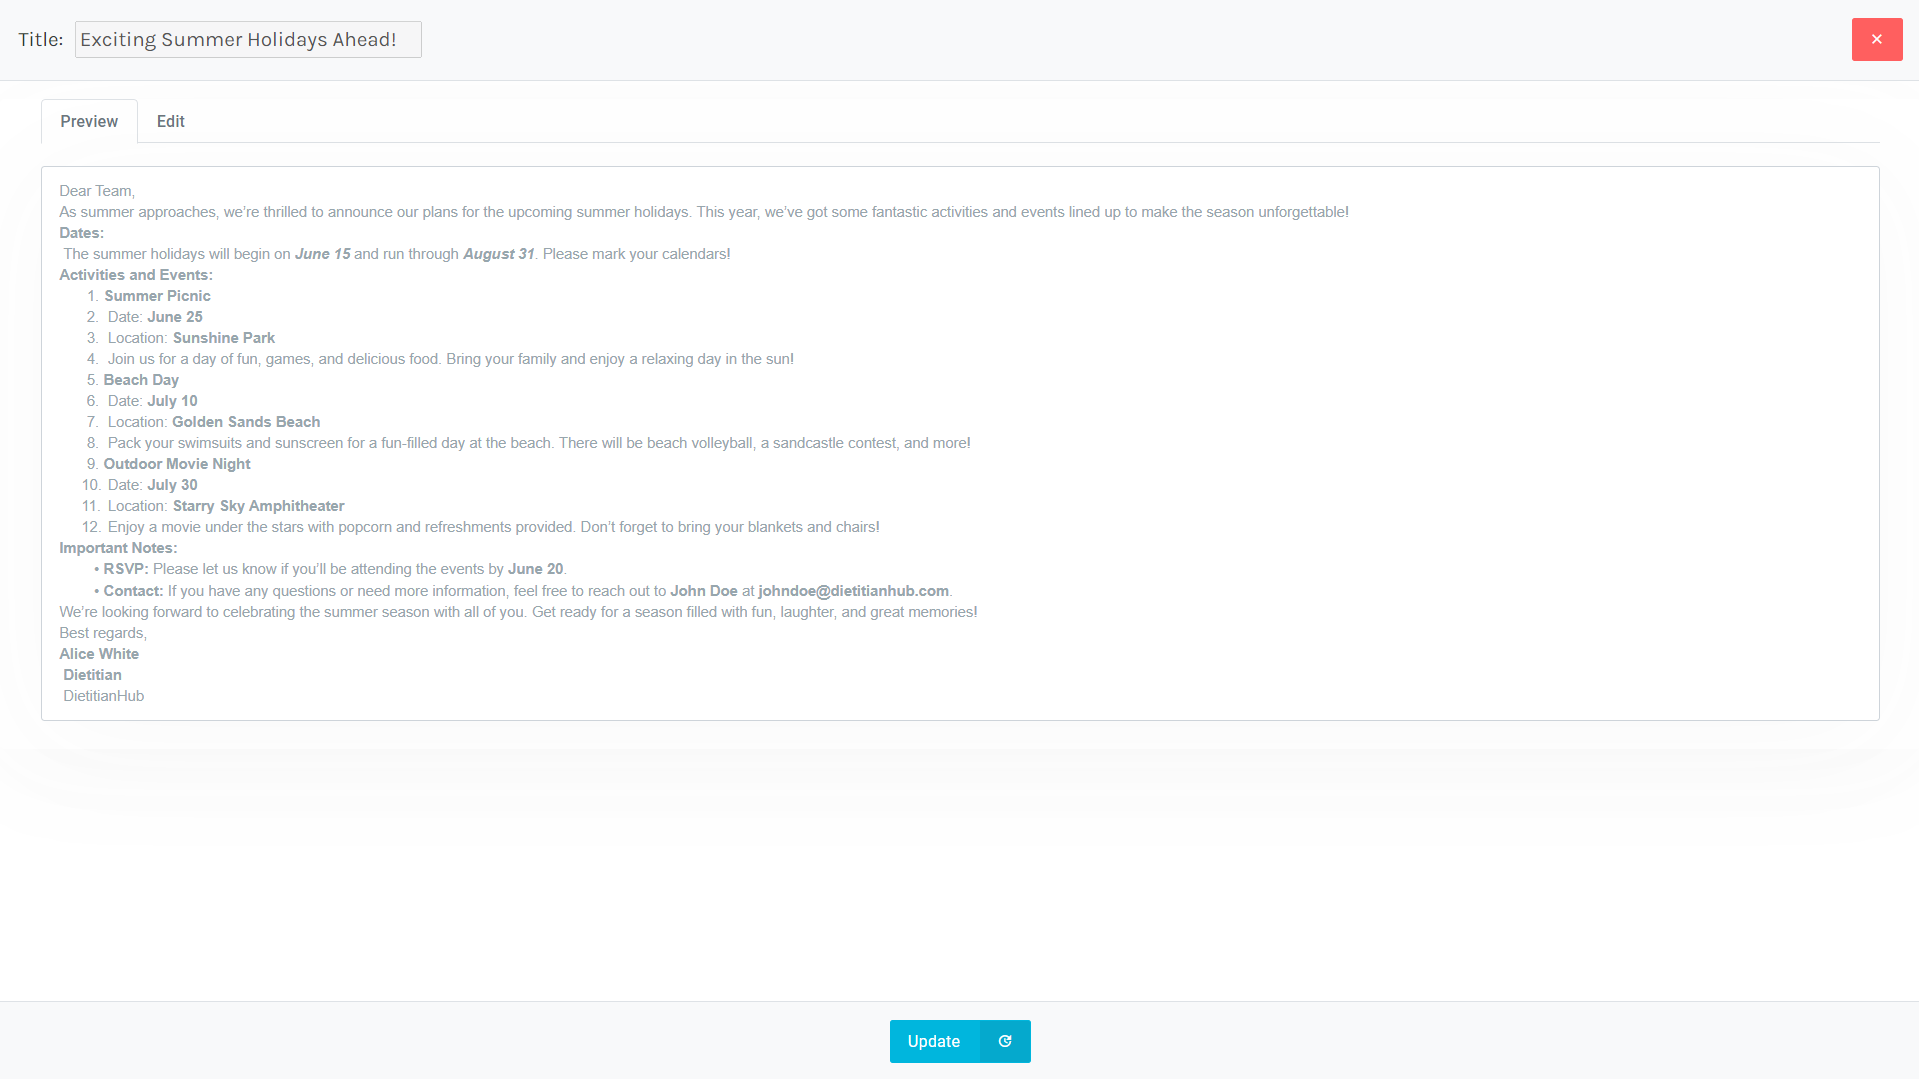 Title: Exciting Summer Holidays Ahead!
×
Preview Edit
Dear Team,
As summer approaches, we’re thrilled to announce our plans for the upcoming summer holidays. This year, we’ve got some fantastic activities and events lined up to make the season unforgettable!
Dates:
The summer holidays will begin on June 15 and run through August 31. Please mark your calendars!
Activities and Events:
1. Summer Picnic
2. Date: June 25
3. Location: Sunshine Park
4. Join us for a day of fun, games, and delicious food. Bring your family and enjoy a relaxing day in the sun!
5. Beach Day
6. Date: July 10
7. Location: Golden Sands Beach
8. Pack your swimsuits and sunscreen for a fun-filled day at the beach. There will be beach volleyball, a sandcastle contest, and more!
9. Outdoor Movie Night
10. Date: July 30
11. Location: Starry Sky Amphitheater
12. Enjoy a movie under the stars with popcorn and refreshments provided. Don’t forget to bring your blankets and chairs!
Important Notes:
• RSVP: Please let us know if you’ll be attending the events by June 20.
• Contact: If you have any questions or need more information, feel free to reach out to John Doe at johndoe@dietitianhub.com.
We’re looking forward to celebrating the summer season with all of you. Get ready for a season filled with fun, laughter, and great memories!
Best regards,
Alice White
Dietitian
DietitianHub
Update